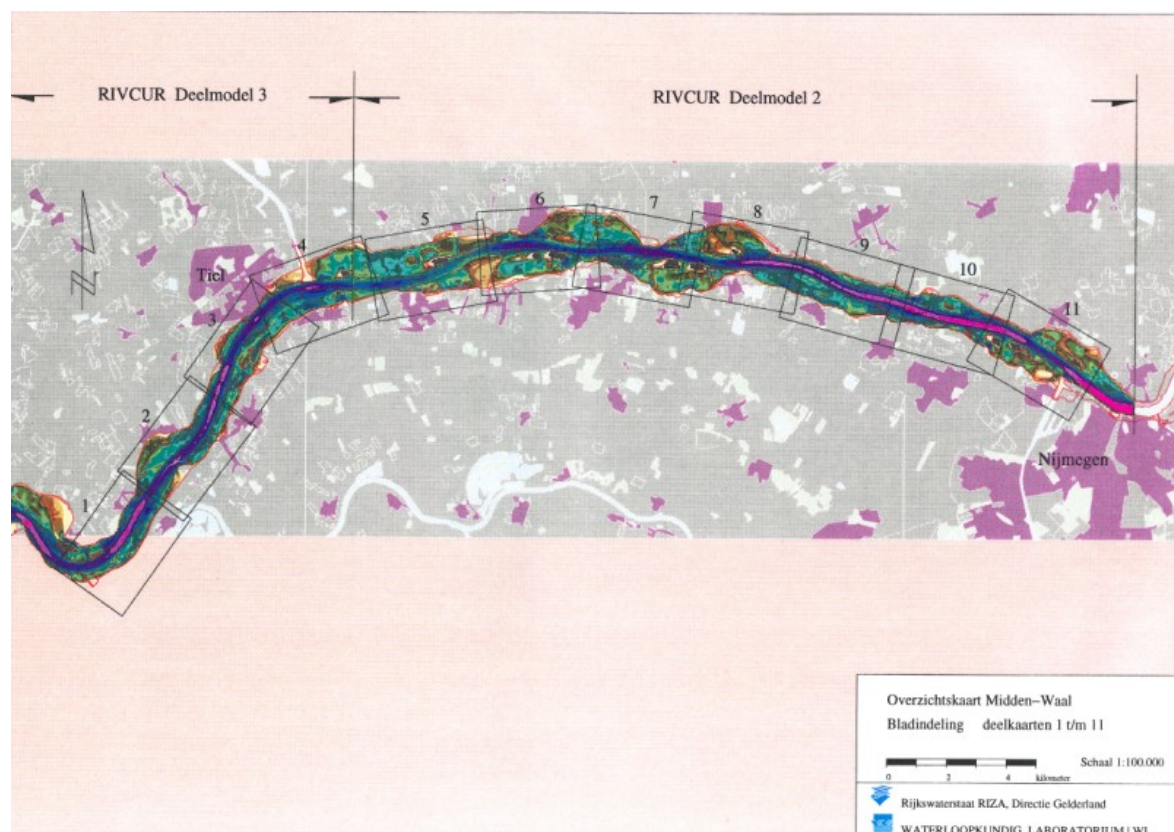 RIVCUR Deelmodel 3
RIVCUR Deelmodel 2
6
7
5
8
4
9
10
11
Tiel
3
2
1
N
Nijmegen
Overzichtskaart Midden-Waal
Bladindeling deelkaarten 1 t/m 11
Schaal 1:100.000
0 2 4 kilometer
Rijkswaterstaat RIZA, Directie Gelderland
WATERLOOPKUNDIG LABORATORIUM | WL